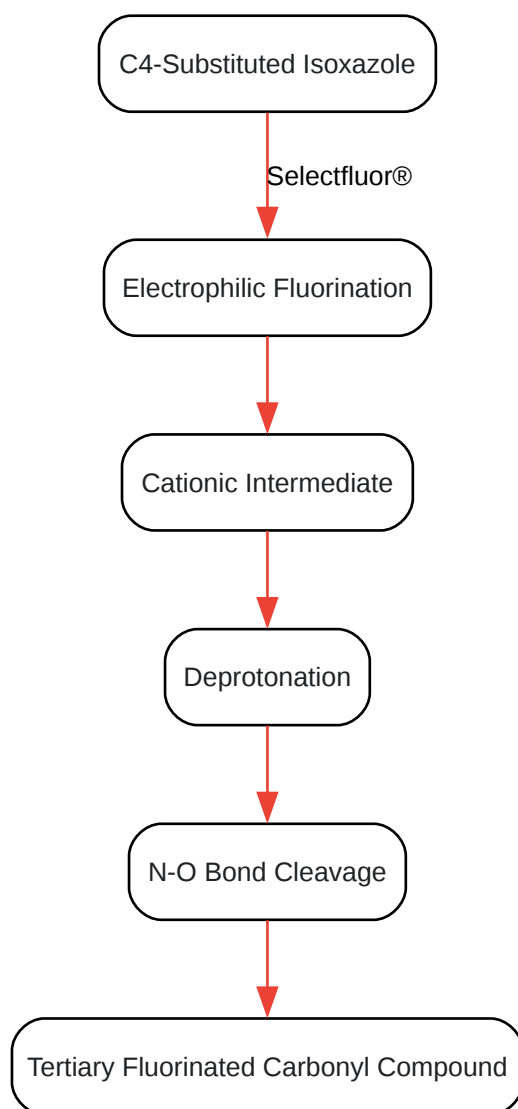 C4-Substituted Isoxazole
Selectfluor®
Electrophilic Fluorination
Cationic Intermediate
Deprotonation
N-O Bond Cleavage
Tertiary Fluorinated Carbonyl Compound